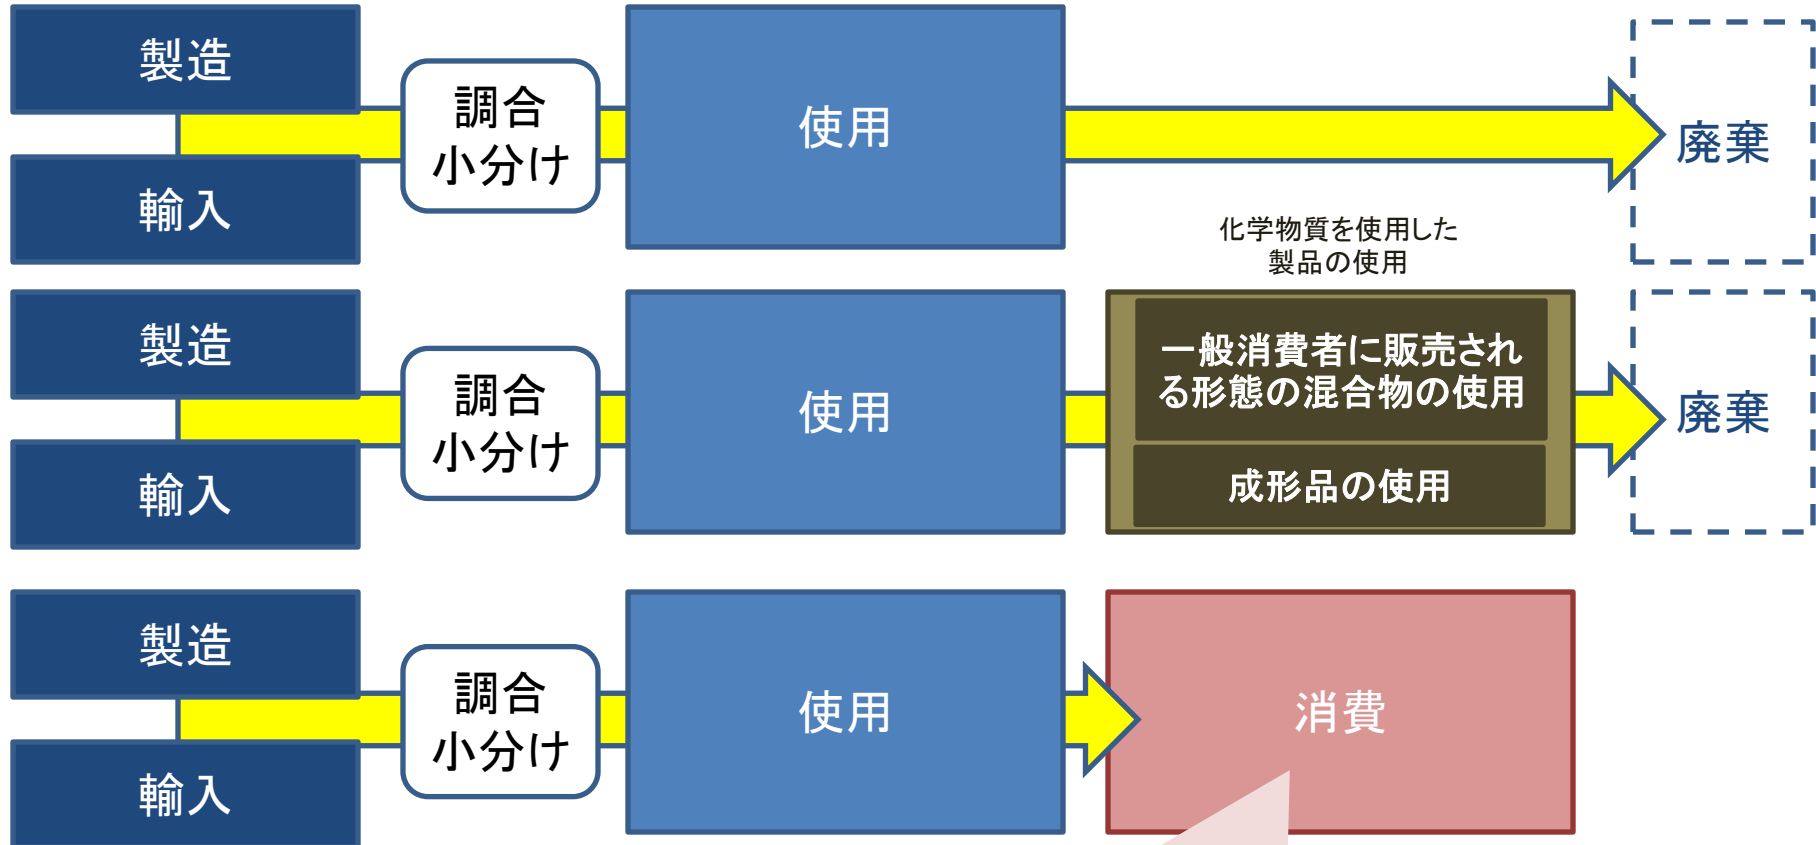 製造
輸入
調合
小分け
使用
廃棄
化学物質を使用した
製品の使用
製造
輸入
調合
小分け
使用
一般消費者に販売され
る形態の混合物の使用
成形品の使用
廃棄
製造
輸入
調合
小分け
使用
消費